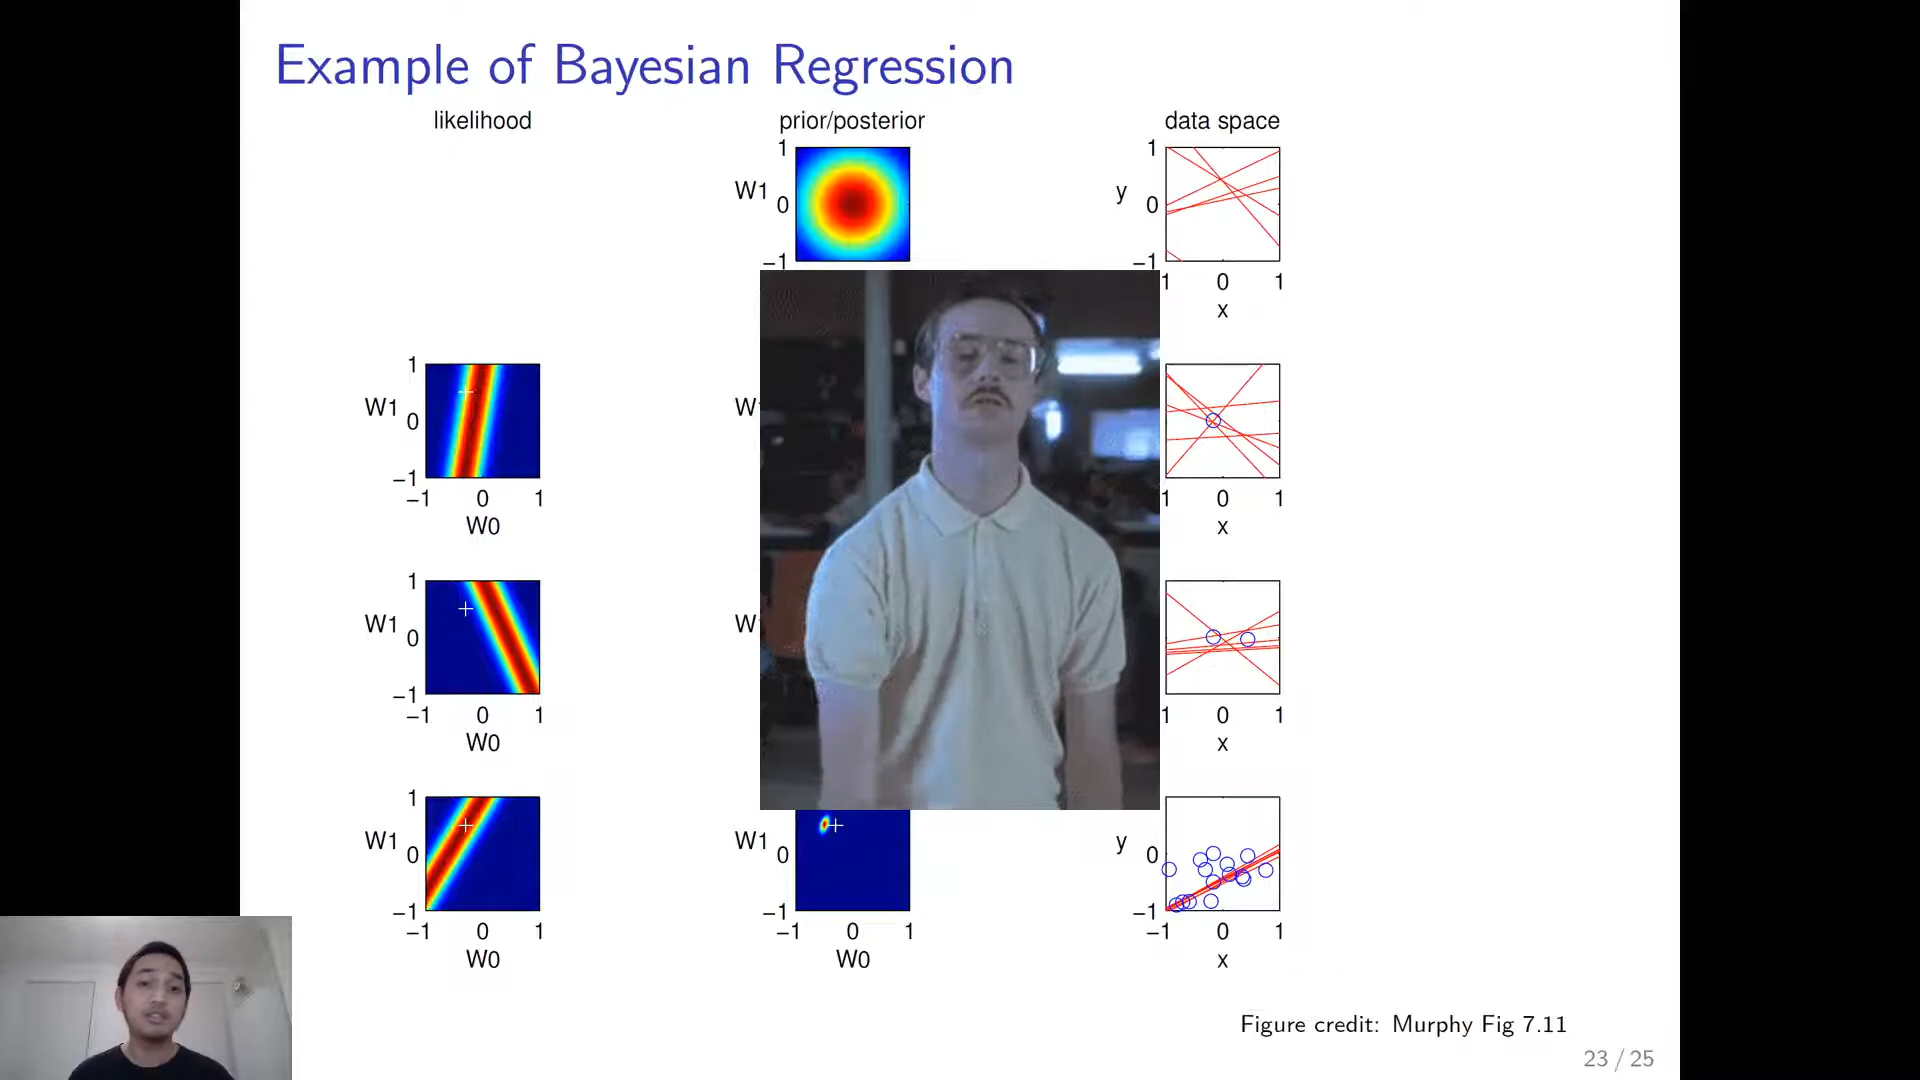 Example of Bayesian Regression
likelihood
prior/posterior
data space
1
W1
0
−1
1
y
0
−1
1
0
1
x
1
W1
0
−1
−1
0
1
W0
W
1
0
1
x
1
W1
0
−1
−1
0
1
W0
W
1
0
1
x
1
W1
0
−1
−1
0
1
W0
W1
0
−1
−1
0
1
W0
y
0
−1
−1
0
1
x
Figure credit: Murphy Fig 7.11
23 / 25